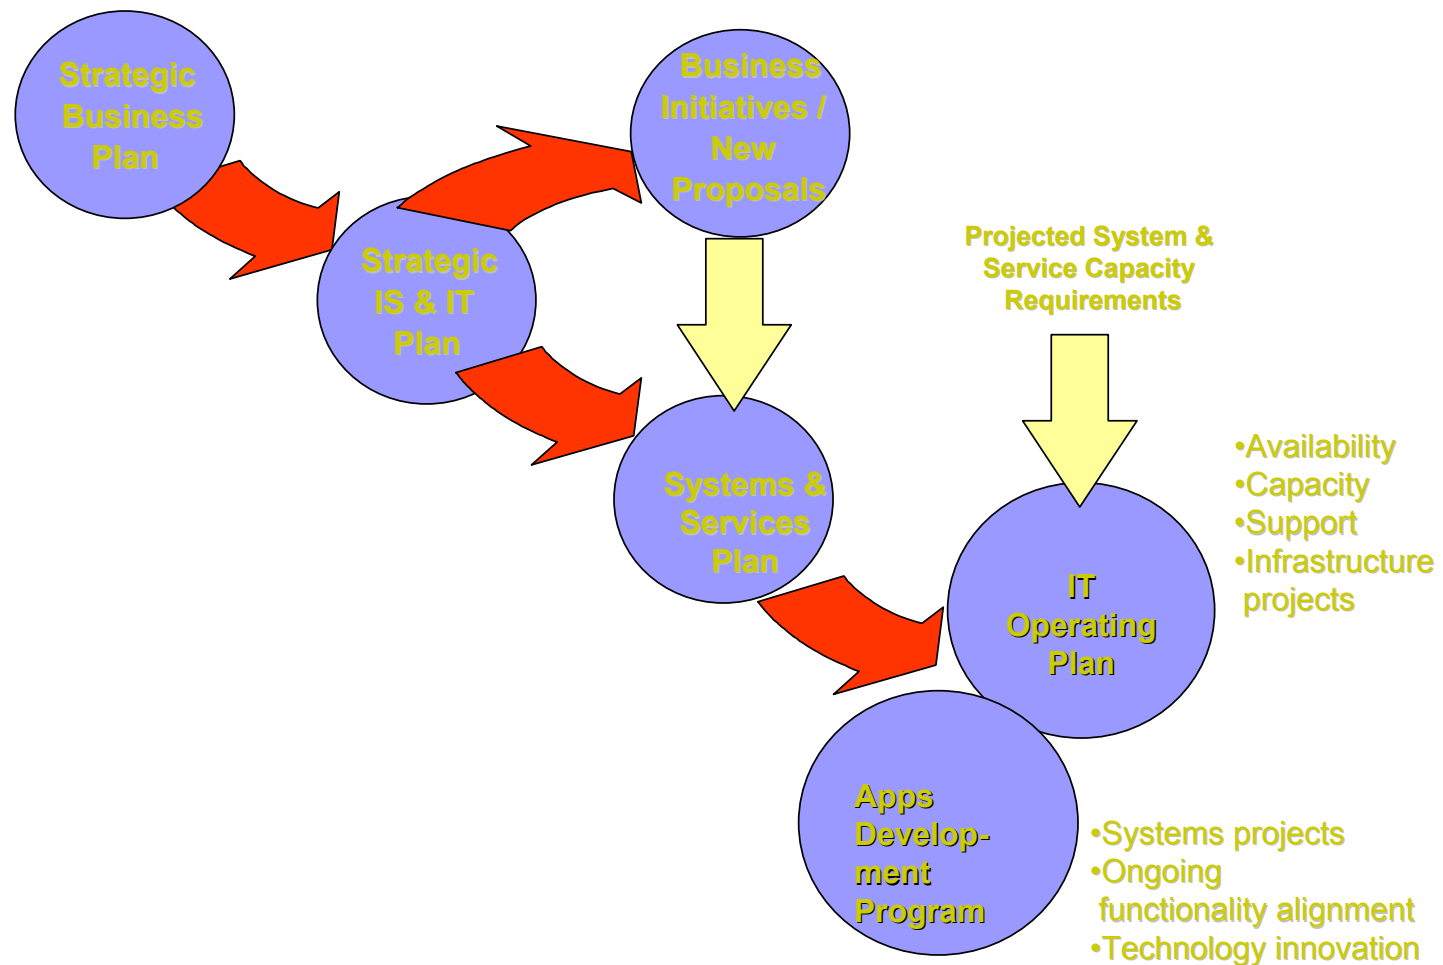 Strategic
Business
Plan
Business
Initiatives /
New
Proposals
Strategic
IS & IT
Plan
Projected System &
Service Capacity
Requirements
Systems &
Services
Plan
•Availability
•Capacity
•Support
•Infrastructure
projects
IT
Operating
Plan
Apps
Develop-
ment
Program
•Systems projects
•Ongoing
functionality alignment
•Technology innovation